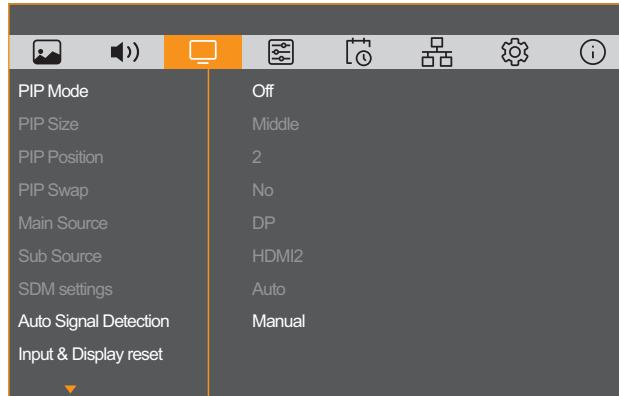 PIP Mode Off
PIP Size Middle
PIP Position 2
PIP Swap No
Main Source DP
Sub Source HDMI2
SDM settings Auto
Auto Signal Detection Manual
Input & Display reset